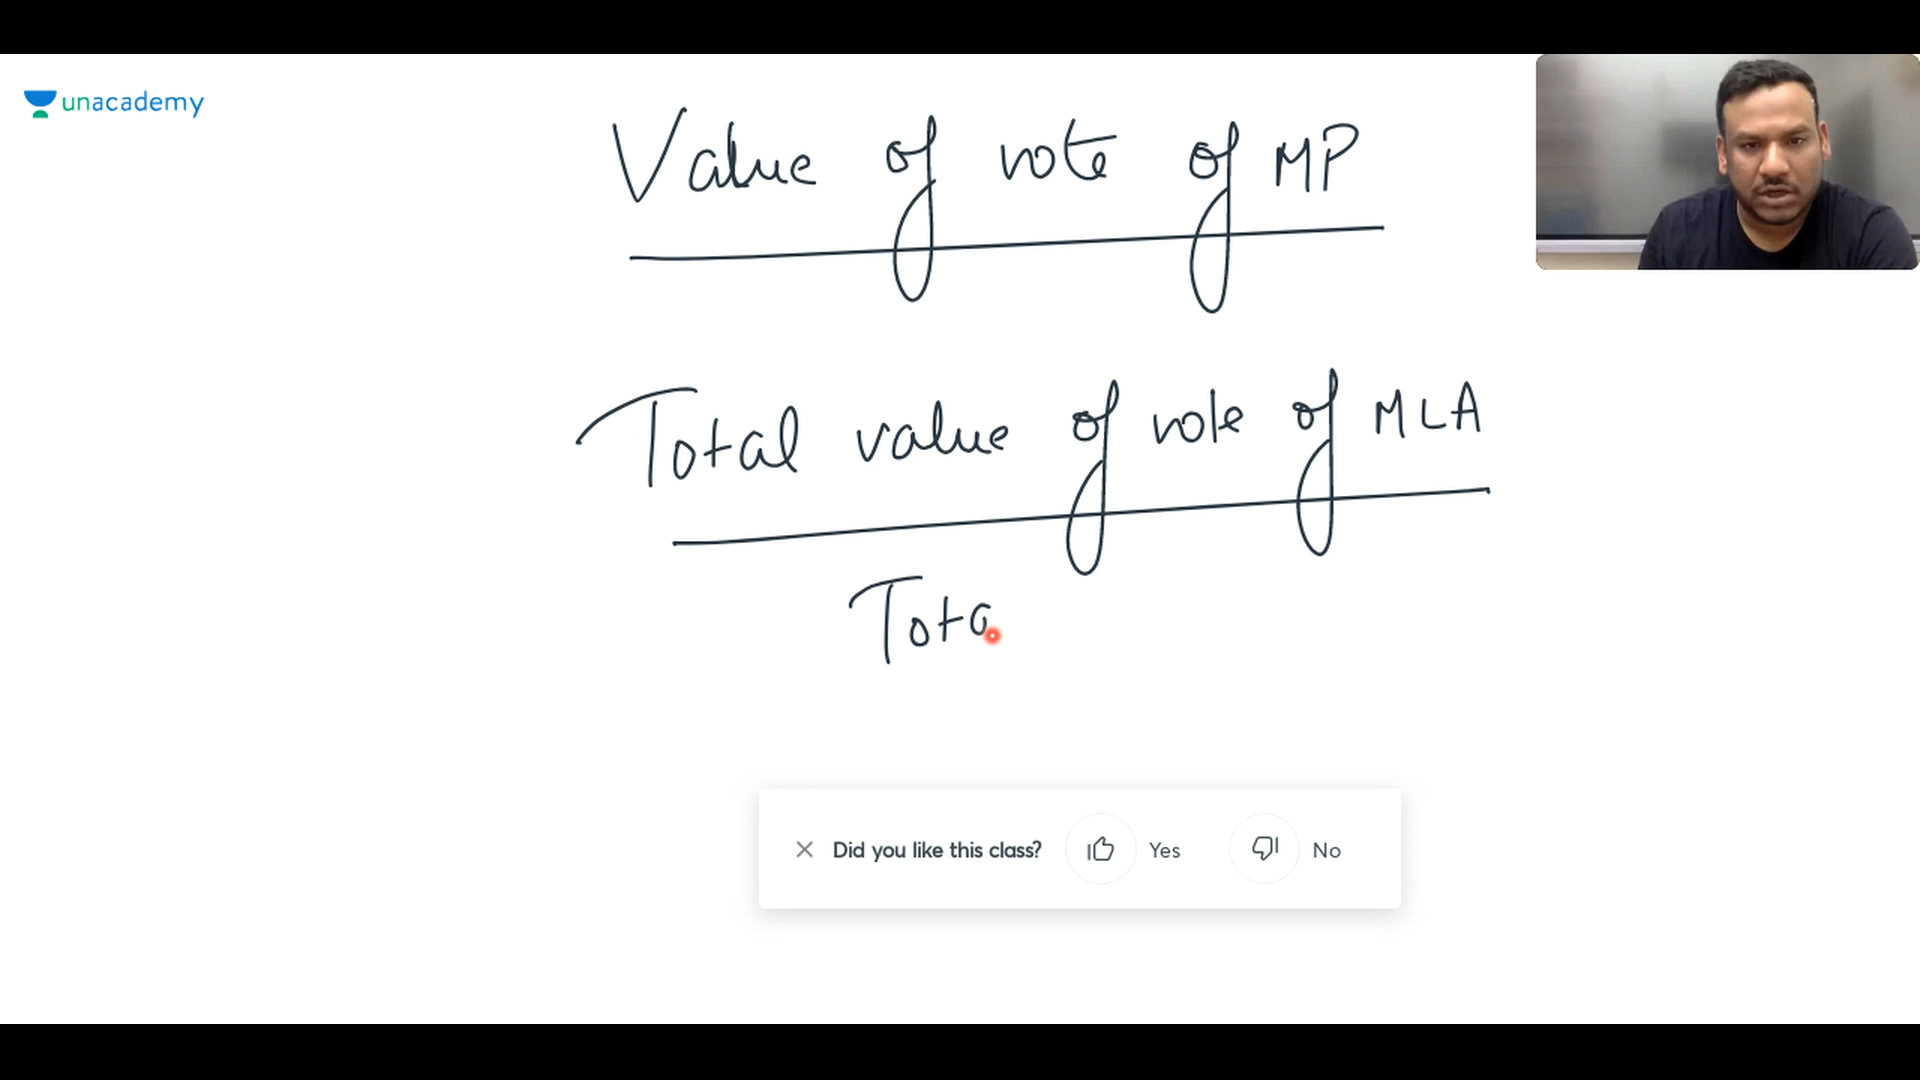 unacademy
Value of vote of MP
Total value of vote of MLA
Tota
Did you like this class? Yes No